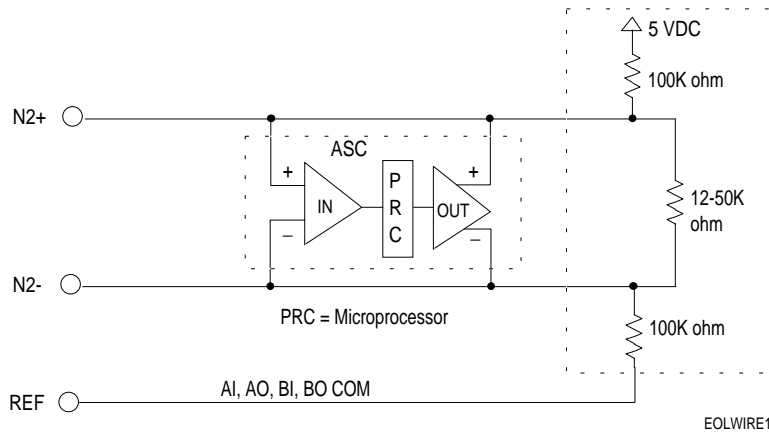 5 VDC
100K ohm
N2+
ASC
+
+
P
R
C
IN
OUT
12-50K
ohm
–
–
N2-
PRC = Microprocessor
100K ohm
AI, AO, BI, BO COM
REF
EOLWIRE1